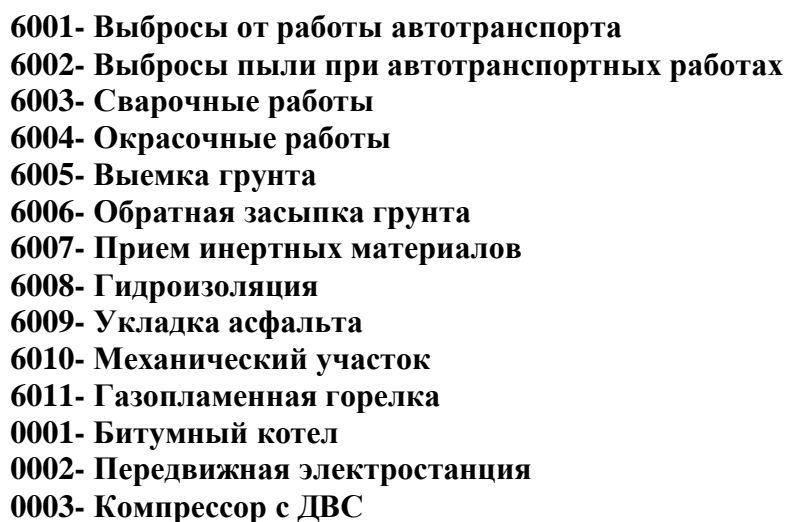 6001- Выбросы от работы автотранспорта
6002- Выбросы пыли при автотранспортных работах
6003- Сварочные работы
6004- Окрасочные работы
6005- Выемка грунта
6006- Обратная засыпка грунта
6007- Прием инертных материалов
6008- Гидроизоляция
6009- Укладка асфальта
6010- Механический участок
6011- Газопламенная горелка
0001- Битумный котел
0002- Передвижная электростанция
0003- Компрессор с ДВС